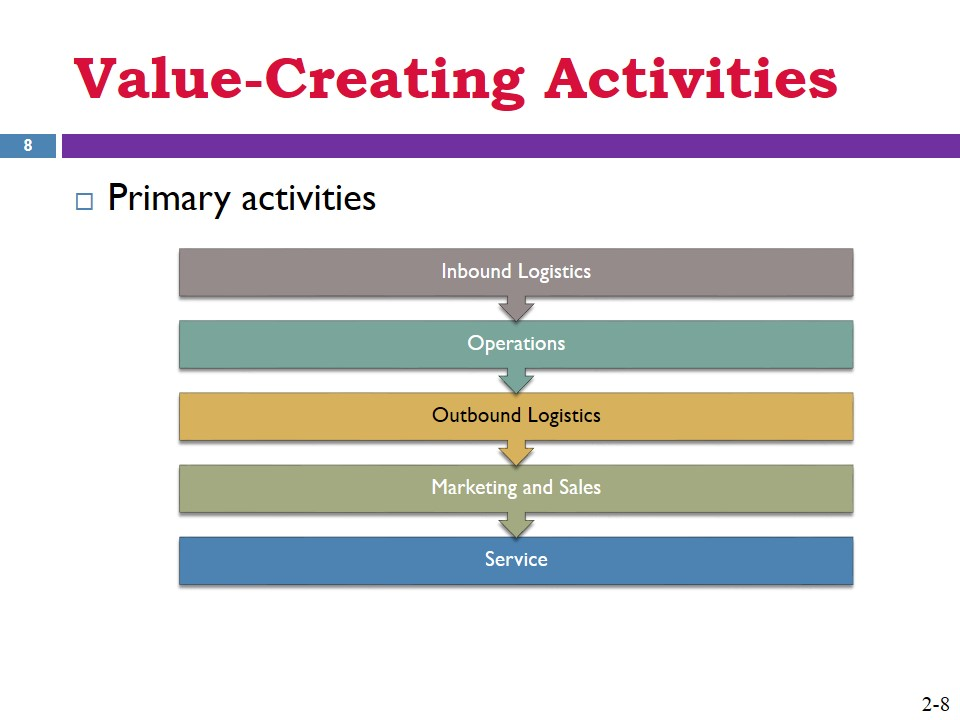 Value-Creating Activities
8
Primary activities
Inbound Logistics
Operations
Outbound Logistics
Marketing and Sales
Service
2-8